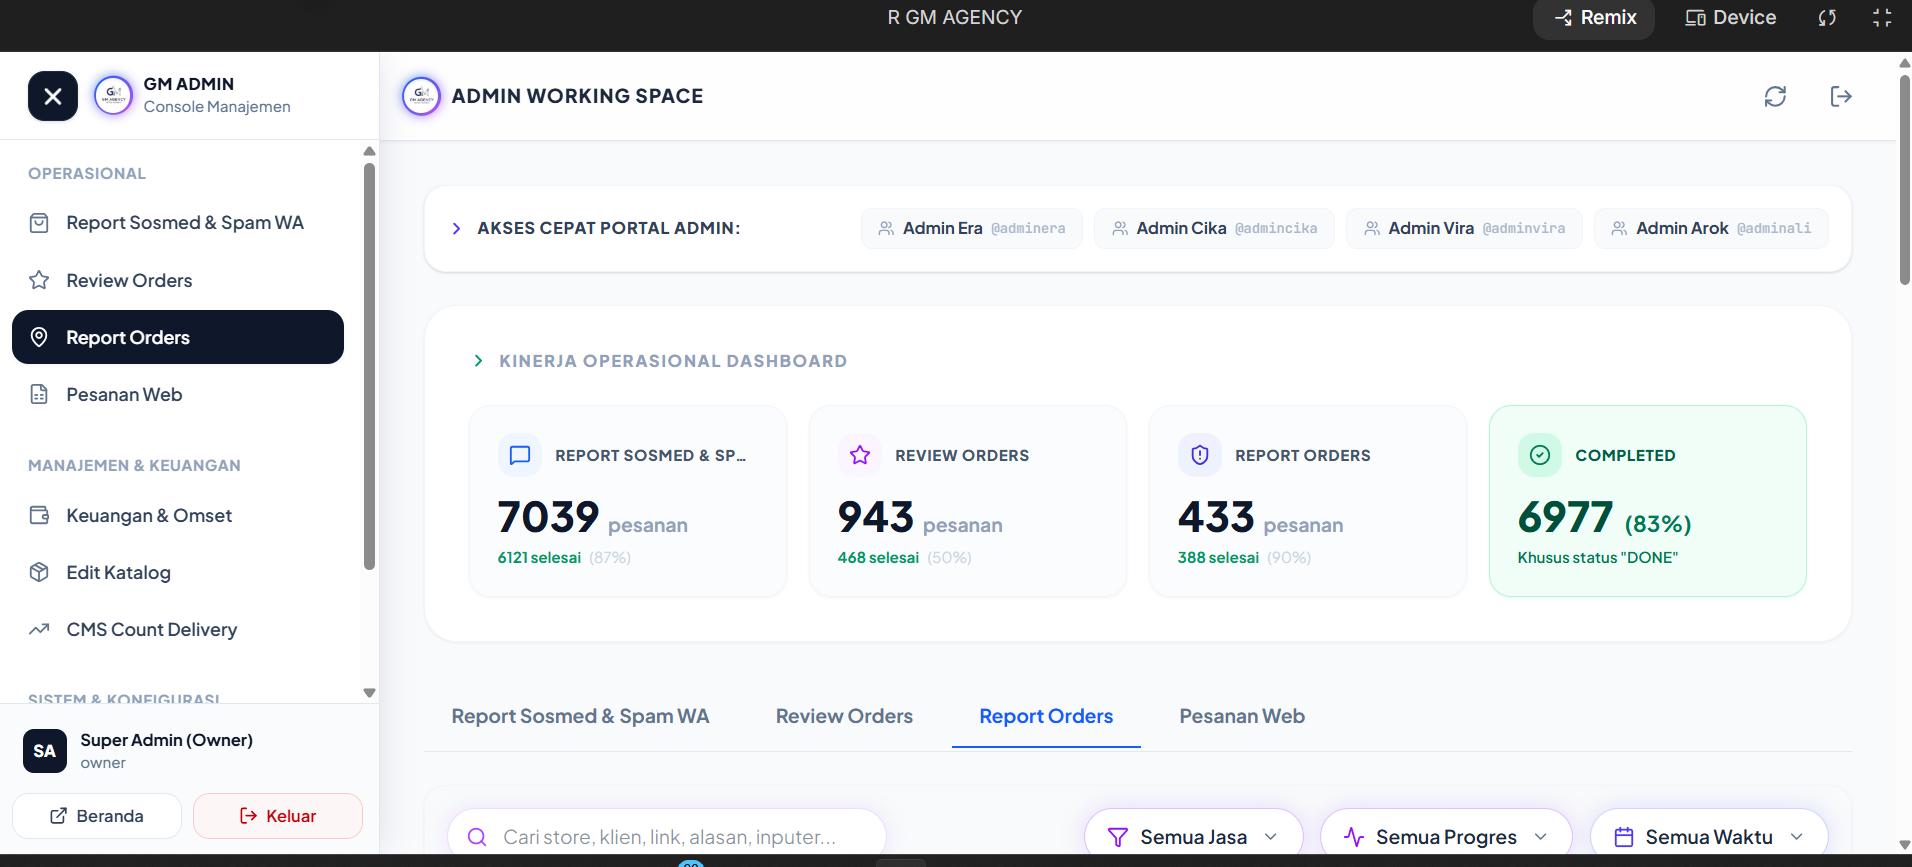 R GM AGENCY
Remix
Device
GM ADMIN
Console Manajemen
OPERASIONAL
Report Sosmed & Spam WA
Review Orders
Report Orders
Pesanan Web
MANAJEMEN & KEUANGAN
Keuangan & Omset
Edit Katalog
CMS Count Delivery
SISTEM & KONFIGURASI
SA
Super Admin (Owner)
owner
Beranda
Keluar
ADMIN WORKING SPACE
AKSES CEPAT PORTAL ADMIN:
Admin Era @adminera
Admin Cika @admincika
Admin Vira @adminvira
Admin Arok @adminali
KINERJA OPERASIONAL DASHBOARD
REPORT SOSMED & SP...
7039 pesanan
6121 selesai (87%)
REVIEW ORDERS
943 pesanan
468 selesai (50%)
REPORT ORDERS
433 pesanan
388 selesai (90%)
COMPLETED
6977 (83%)
Khusus status "DONE"
Report Sosmed & Spam WA
Review Orders
Report Orders
Pesanan Web
Cari store, klien, link, alasan, inputer...
Semua Jasa
Semua Progres
Semua Waktu